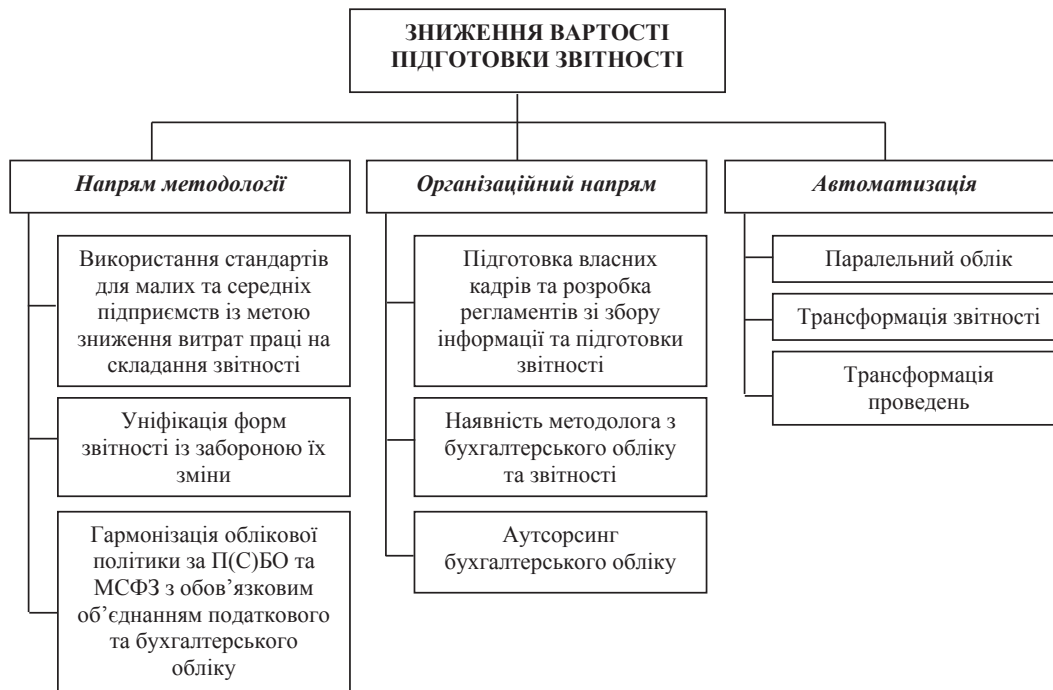 ЗНИЖЕННЯ ВАРТОСТІ
ПІДГОТОВКИ ЗВІТНОСТІ
Напрям методології
Використання стандартів
для малих та середніх
підприємств із метою
зниження витрат праці на
складання звітності
Уніфікація форм
звітності із забороною їх
зміни
Гармонізація облікової
політики за П(С)БО та
МСФЗ з обов’язковим
об’єднанням податкового
та бухгалтерського
обліку
Організаційний напрям
Підготовка власних
кадрів та розробка
регламентів зі збору
інформації та підготовки
звітності
Наявність методолога з
бухгалтерського обліку
та звітності
Аутсорсинг
бухгалтерського обліку
Автоматизація
Паралельний облік
Трансформація звітності
Трансформація
проведень